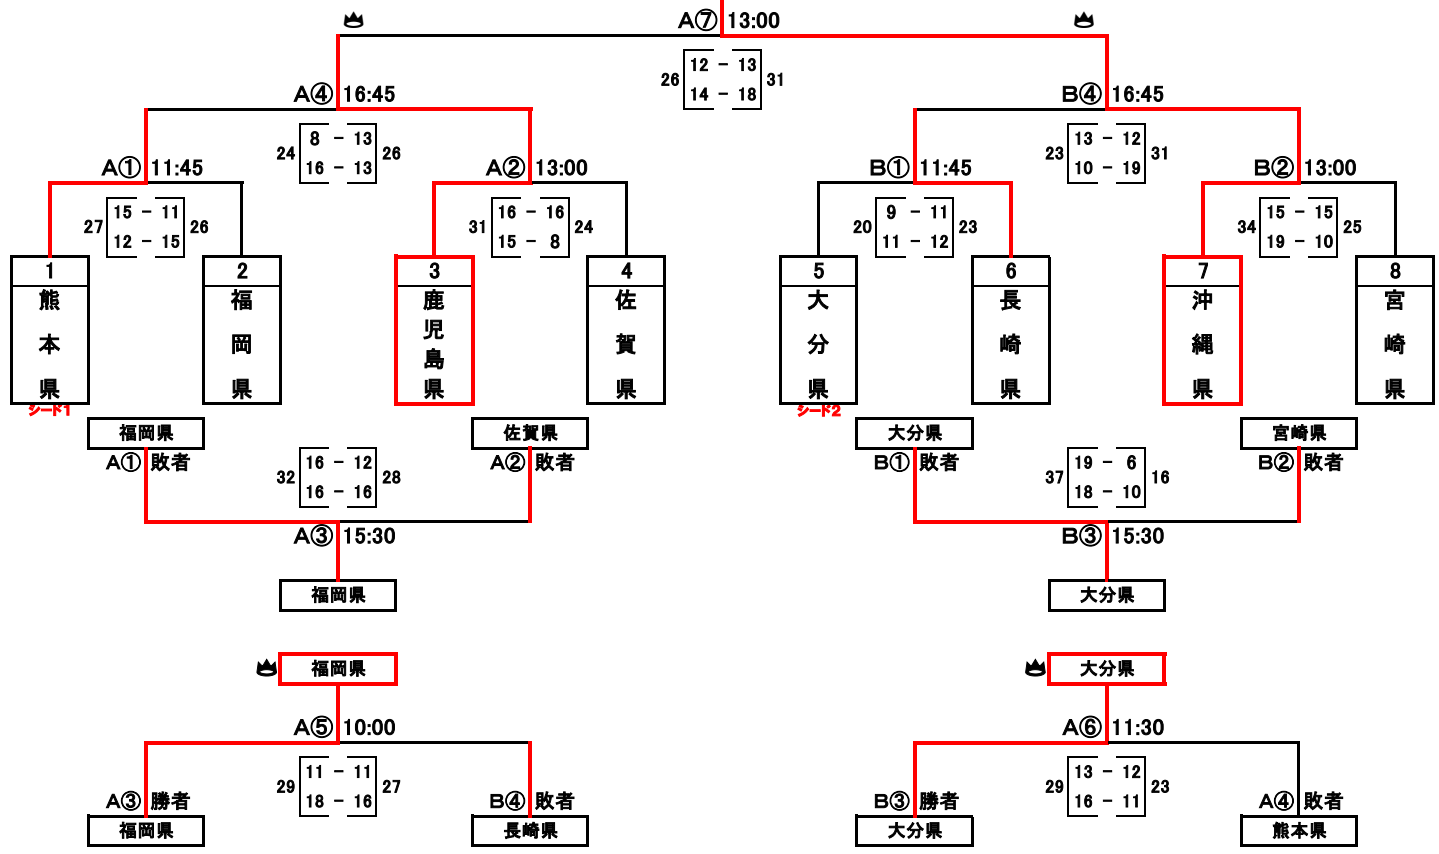 A⑦ 13:00
26 12 － 13 31
14 － 18
A④ 16:45
B④ 16:45
24 8 － 13 26
16 － 13
23 13 － 12 31
10 － 19
A① 11:45
A② 13:00
B① 11:45
B② 13:00
27 15 － 11 26
12 － 15
31 16 － 16 24
15 － 8
20 9 － 11 23
11 － 12
34 15 － 15 25
19 － 10
1
熊本県
シード1
2
福岡県
3
鹿児島県
4
佐賀県
5
大分県
シード2
6
長崎県
7
沖縄県
8
宮崎県
福岡県
A① 敗者
佐賀県
A② 敗者
大分県
B① 敗者
宮崎県
B② 敗者
32 16 － 12 28
16 － 16
37 19 － 6 16
18 － 10
A③ 15:30
B③ 15:30
福岡県
大分県
福岡県
大分県
A⑤ 10:00
A⑥ 11:30
29 11 － 11 27
18 － 16
29 13 － 12 23
16 － 11
A③ 勝者
福岡県
B④ 敗者
長崎県
B③ 勝者
大分県
A④ 敗者
熊本県